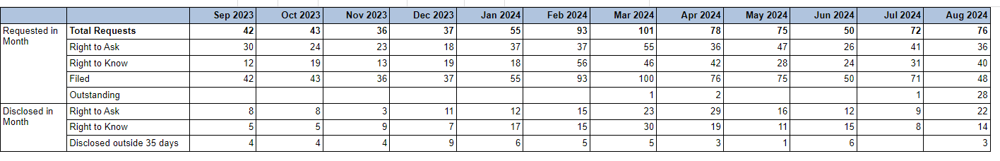 Sep 2023 Oct 2023 Nov 2023 Dec 2023 Jan 2024 Feb 2024 Mar 2024 Apr 2024 May 2024 Jun 2024 Jul 2024 Aug 2024
Requested in Month Total Requests 42 43 36 37 55 93 101 78 75 50 72 76
Right to Ask 30 24 23 18 37 37 55 36 47 26 41 36
Right to Know 12 19 13 19 18 56 46 42 28 24 31 40
Filed 42 43 36 37 55 93 100 76 75 50 71 48
Outstanding 1 2 1 28
Disclosed in Month Right to Ask 8 8 3 11 12 15 23 29 16 12 9 22
Right to Know 5 5 9 7 17 15 30 19 11 15 8 14
Disclosed outside 35 days 4 4 4 9 6 5 5 3 1 6 3